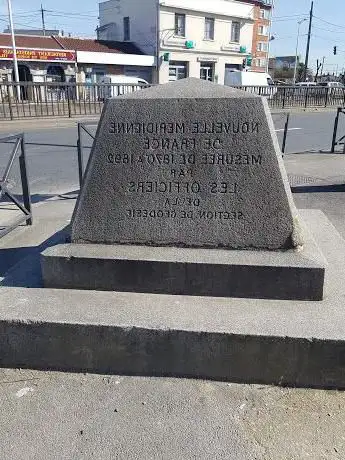 NOUVELLE MERIDIENNE
DE FRANCE
MESUREE DE 1870 A 1892
PAR
LES OFFICIERS
DE LA
SECTION DE GEODESIE